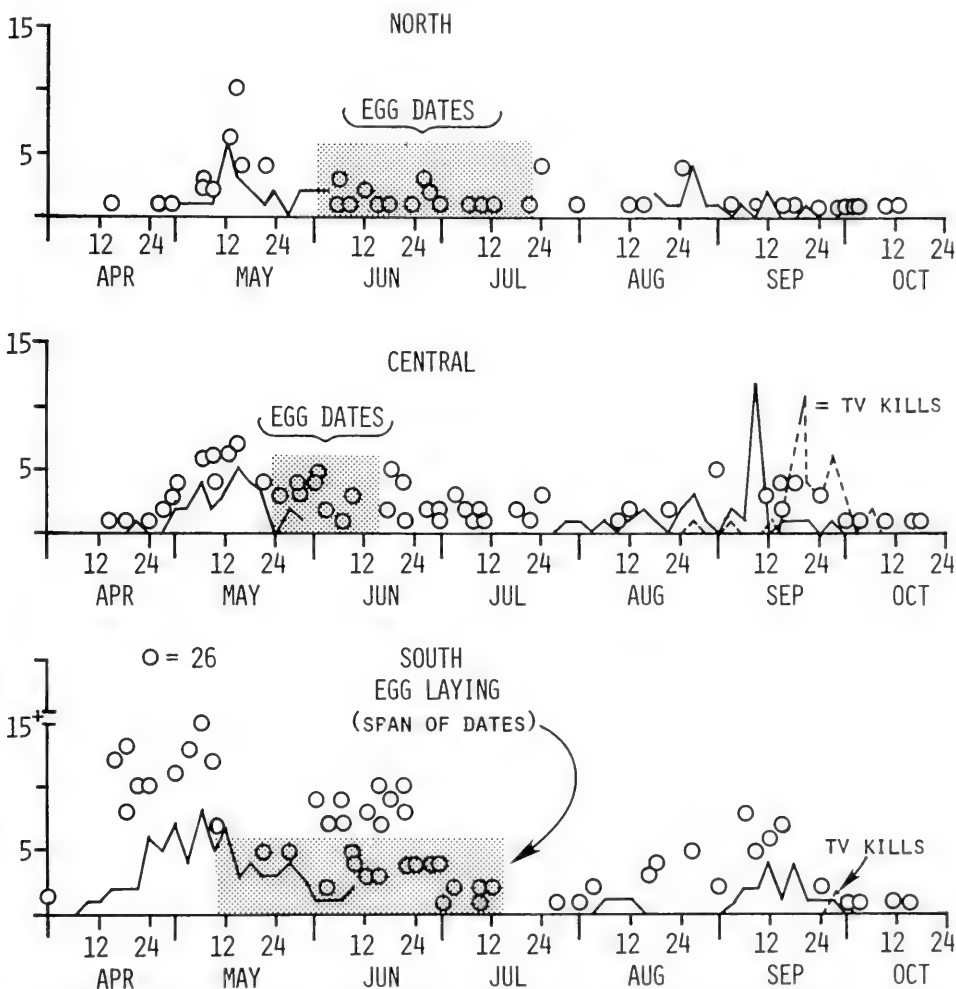 NORTH
15
5
EGG DATES
12 24 12 24 12 24 12 24 12 24 12 24 12 24
APR MAY JUN JUL AUG SEP OCT
CENTRAL
15
5
EGG DATES
= TV KILLS
12 24 12 24 12 24 12 24 12 24 12 24 12 24
APR MAY JUN JUL AUG SEP OCT
= 26
SOUTH
EGG LAYING
(SPAN OF DATES)
15+
5
TV KILLS
12 24 12 24 12 24 12 24 12 24 12 24 12 24
APR MAY JUN JUL AUG SEP OCT